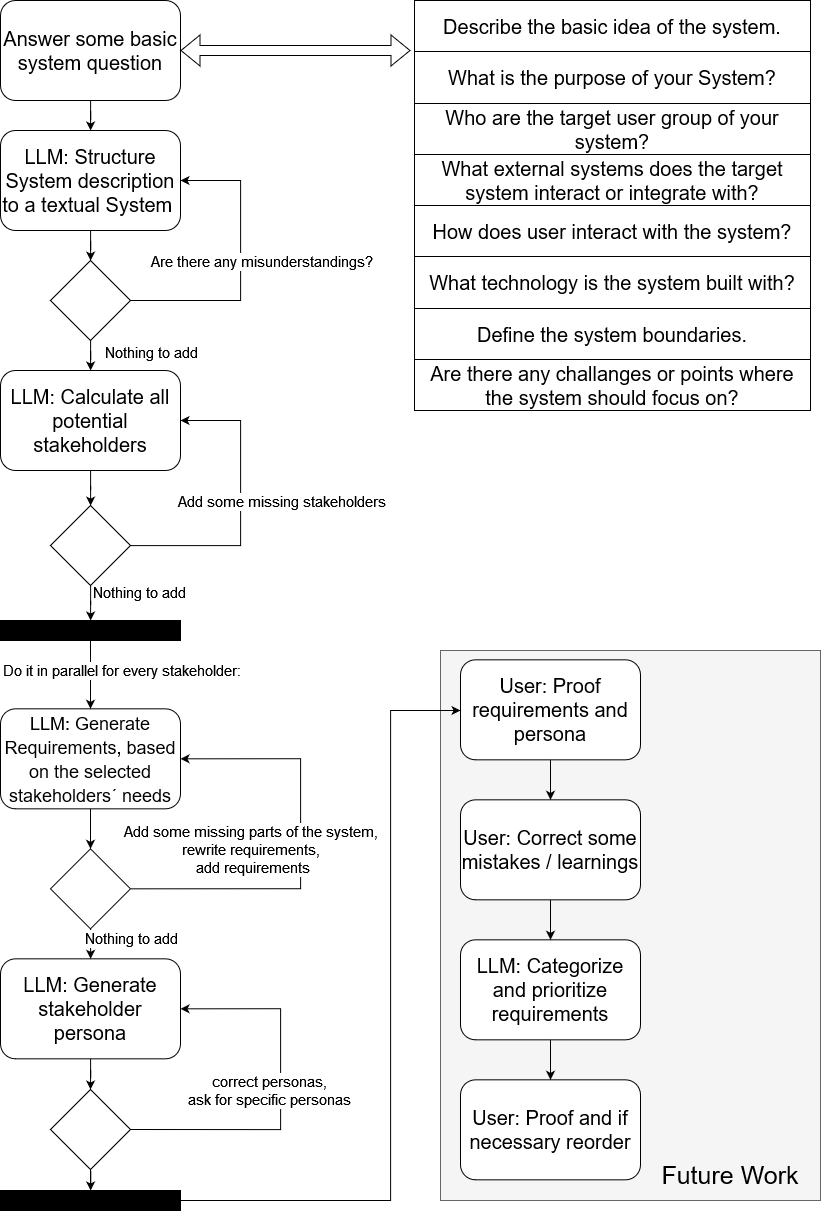 Answer some basic
system question
Describe the basic idea of the system.
What is the purpose of your System?
Who are the target user group of your
system?
What external systems does the target
system interact or integrate with?
How does user interact with the system?
What technology is the system built with?
Define the system boundaries.
Are there any challanges or points where
the system should focus on?
LLM: Structure
System description
to a textual System
Are there any misunderstandings?
Nothing to add
LLM: Calculate all
potential
stakeholders
Add some missing stakeholders
Nothing to add
Do it in parallel for every stakeholder:
LLM: Generate
Requirements, based
on the selected
stakeholders´ needs
Add some missing parts of the system,
rewrite requirements,
add requirements
Nothing to add
LLM: Generate
stakeholder
persona
correct personas,
ask for specific personas
User: Proof
requirements and
persona
User: Correct some
mistakes / learnings
LLM: Categorize
and prioritize
requirements
User: Proof and if
necessary reorder
Future Work